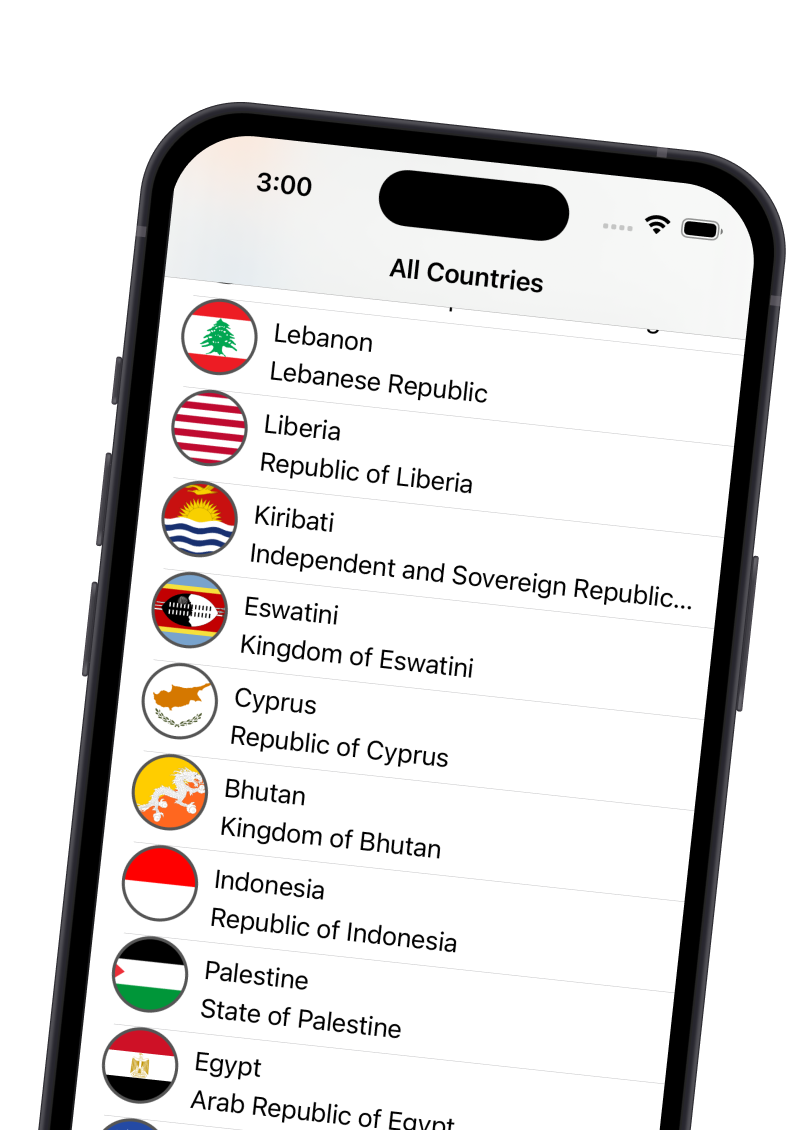 3:00
All Countries
Lebanon
Lebanese Republic
Liberia
Republic of Liberia
Kiribati
Independent and Sovereign Republic...
Eswatini
Kingdom of Eswatini
Cyprus
Republic of Cyprus
Bhutan
Kingdom of Bhutan
Indonesia
Republic of Indonesia
Palestine
State of Palestine
Egypt
Arab Republic of Egypt